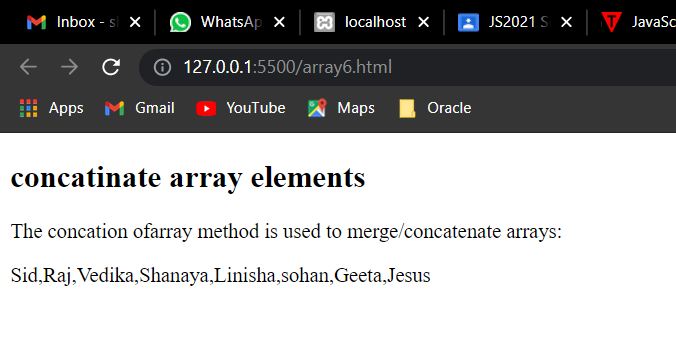 Inbox - s WhatsAp localhost JS2021 S JavaSc
127.0.0.1:5500/array6.html
Apps Gmail YouTube Maps Oracle
concatinate array elements
The concation ofarray method is used to merge/concatenate arrays:
Sid,Raj,Vedika,Shanaya,Linisha,sohan,Geeta,Jesus